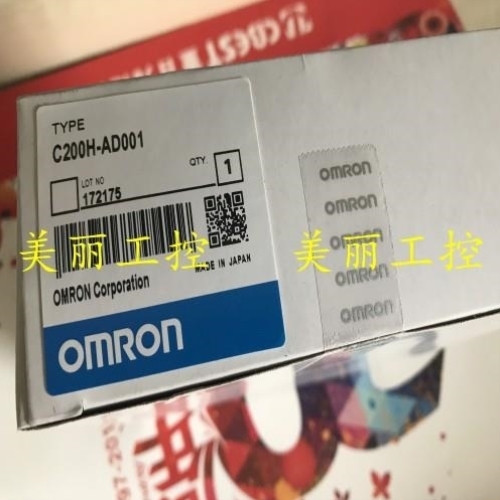 TYPE
C200H-AD001
QTY.
1
LOT NO
172175
MADE IN JAPAN
OMRON Corporation
OMRON
OMRON
OMRON
OMRON
OMRON
OMRON
美丽工控
美丽工控